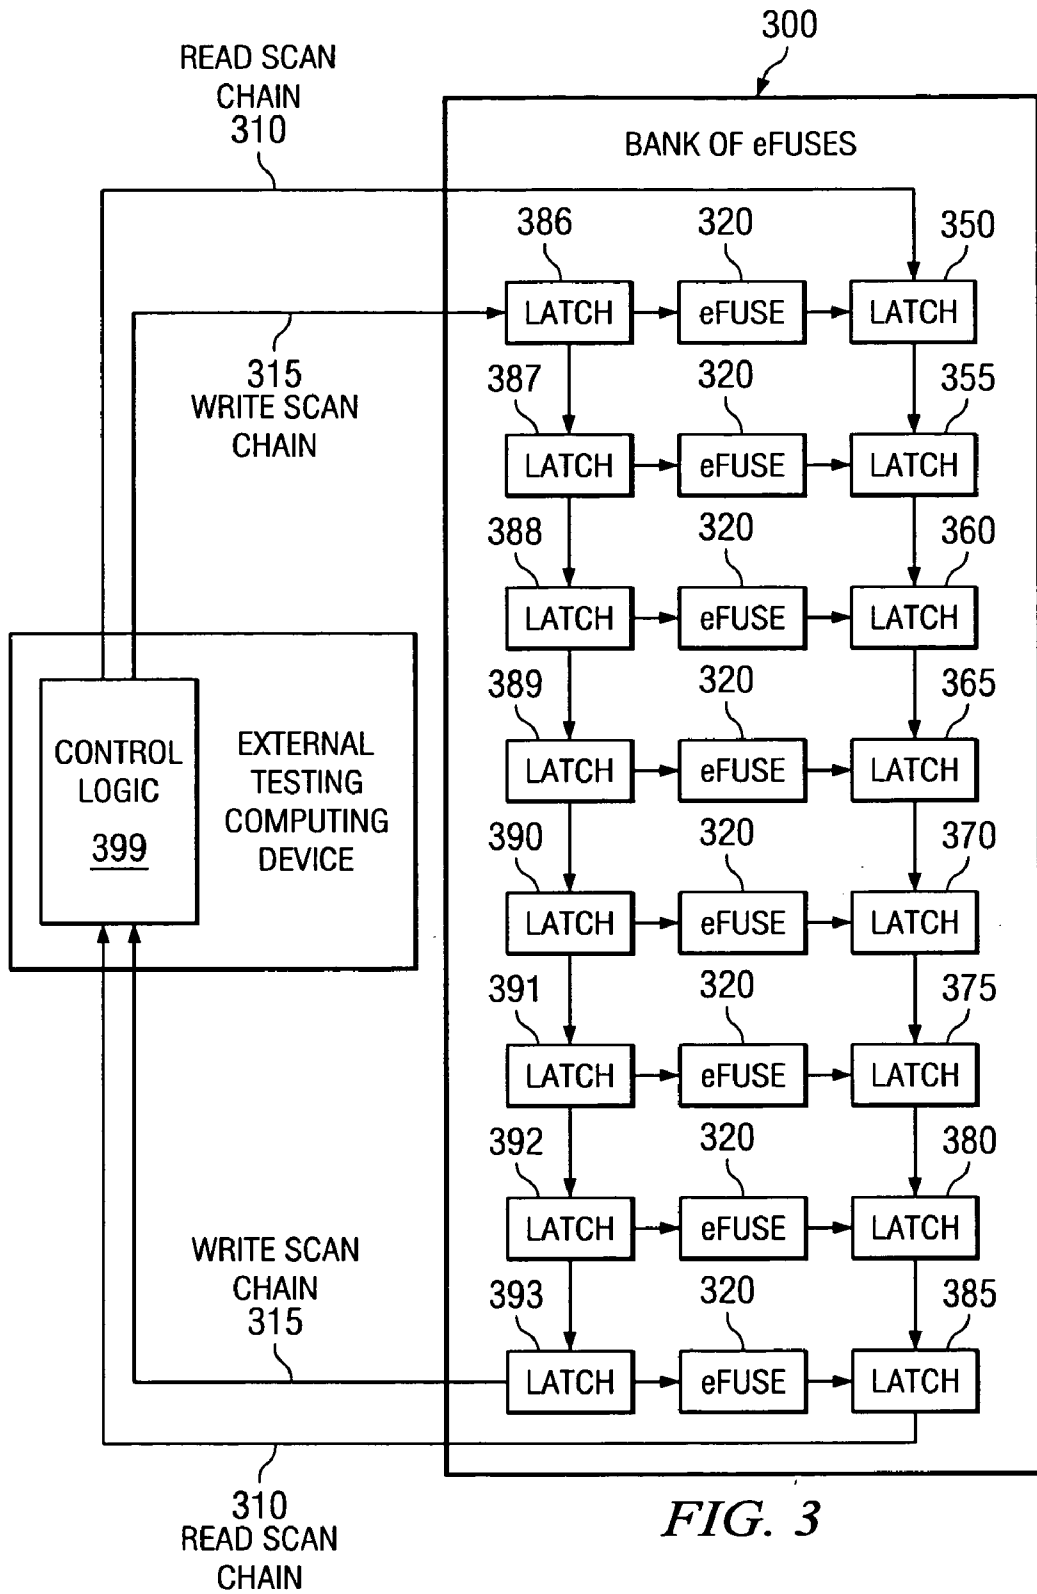 300
READ SCAN
CHAIN
310
BANK OF eFUSES
386 320 350
LATCH eFUSE LATCH
315
WRITE SCAN
CHAIN
387 320 355
LATCH eFUSE LATCH
388 320 360
LATCH eFUSE LATCH
389 320 365
LATCH eFUSE LATCH
CONTROL
LOGIC
399
EXTERNAL
TESTING
COMPUTING
DEVICE
390 320 370
LATCH eFUSE LATCH
391 320 375
LATCH eFUSE LATCH
392 320 380
LATCH eFUSE LATCH
WRITE SCAN
CHAIN
315
393 320 385
LATCH eFUSE LATCH
310
READ SCAN
CHAIN
FIG. 3